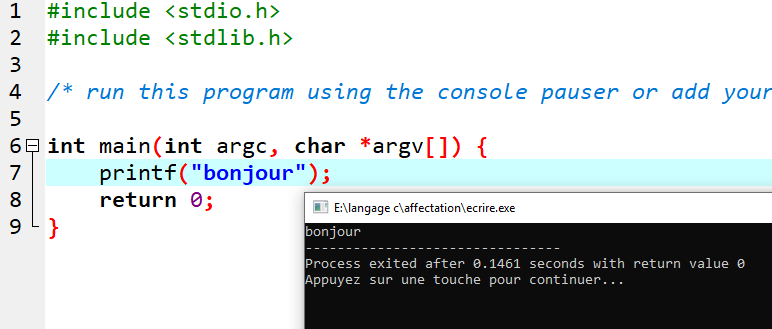 1 #include <stdio.h>
2 #include <stdlib.h>
3
4 /* run this program using the console pauser or add your
5
6 int main(int argc, char *argv[]) {
7 printf("bonjour");
8 return 0;
9 }
E:\langage c\affectation\ecrire.exe
bonjour
--------------------------------
Process exited after 0.1461 seconds with return value 0
Appuyez sur une touche pour continuer...